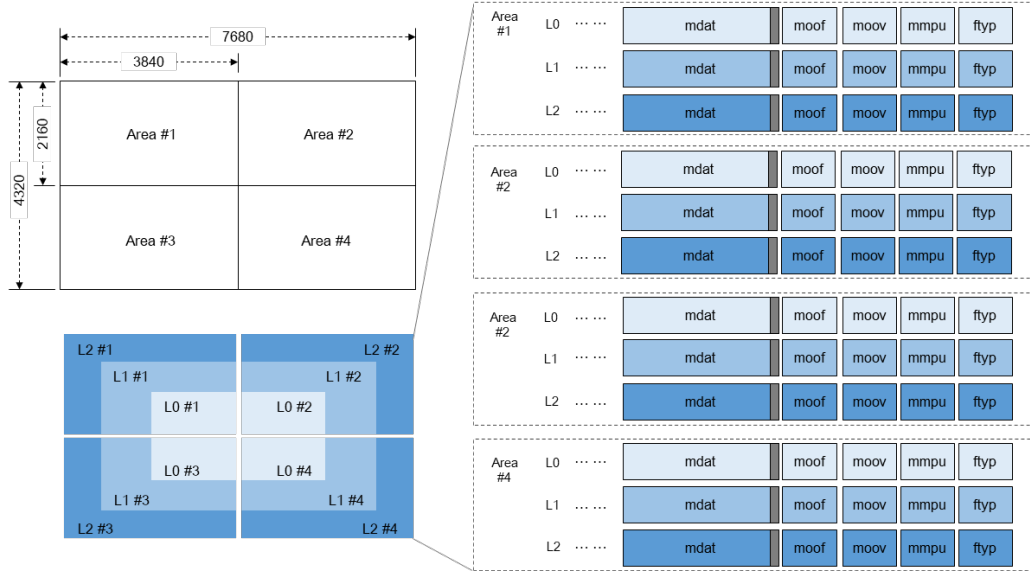 7680
3840
4320
2160
Area #1
Area #2
Area #3
Area #4
L2 #1
L2 #2
L1 #1
L1 #2
L0 #1
L0 #2
L0 #3
L0 #4
L1 #3
L1 #4
L2 #3
L2 #4
Area #1
L0 ... ... mdat moof moov mmpu ftyp
L1 ... ... mdat moof moov mmpu ftyp
L2 ... ... mdat moof moov mmpu ftyp
Area #2
L0 ... ... mdat moof moov mmpu ftyp
L1 ... ... mdat moof moov mmpu ftyp
L2 ... ... mdat moof moov mmpu ftyp
Area #2
L0 ... ... mdat moof moov mmpu ftyp
L1 ... ... mdat moof moov mmpu ftyp
L2 ... ... mdat moof moov mmpu ftyp
Area #4
L0 ... ... mdat moof moov mmpu ftyp
L1 ... ... mdat moof moov mmpu ftyp
L2 ... ... mdat moof moov mmpu ftyp